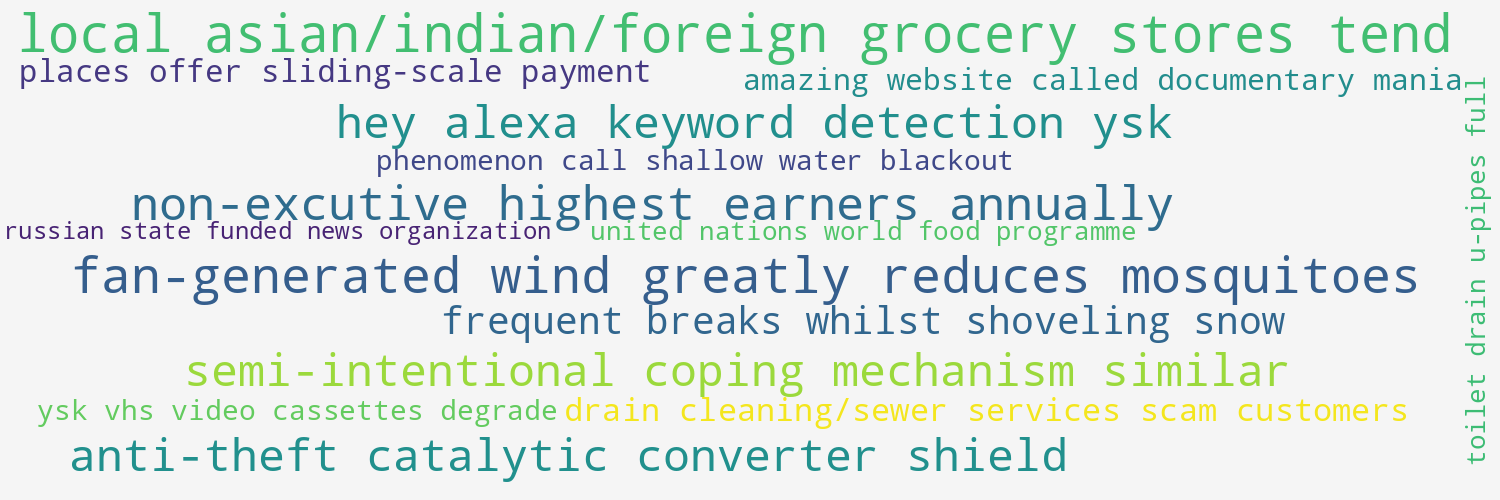 local asian/indian/foreign grocery stores tend
places offer sliding-scale payment
amazing website called documentary mania
hey alexa keyword detection ysk
phenomenon call shallow water blackout
non-excutive highest earners annually
russian state funded news organization
united nations world food programme
fan-generated wind greatly reduces mosquitoes
frequent breaks whilst shoveling snow
semi-intentional coping mechanism similar
ysk vhs video cassettes degrade
drain cleaning/sewer services scam customers
anti-theft catalytic converter shield
toilet drain u-pipes full